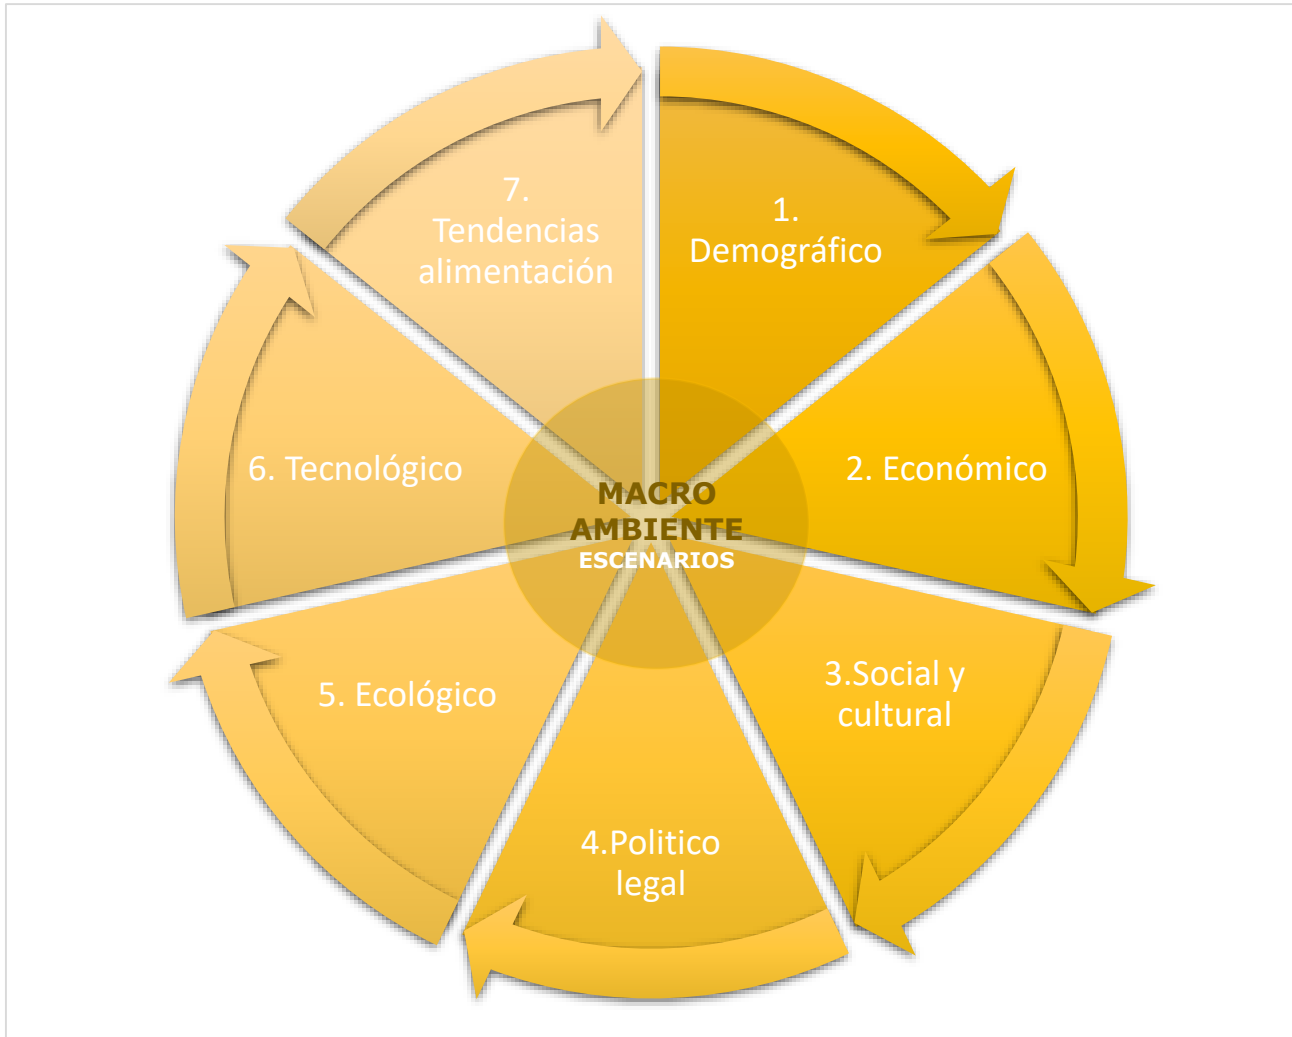 1.
Demográfico
2. Económico
3.Social y
cultural
4.Politico
legal
5. Ecológico
6. Tecnológico
7.
Tendencias
alimentación
MACRO
AMBIENTE
ESCENARIOS